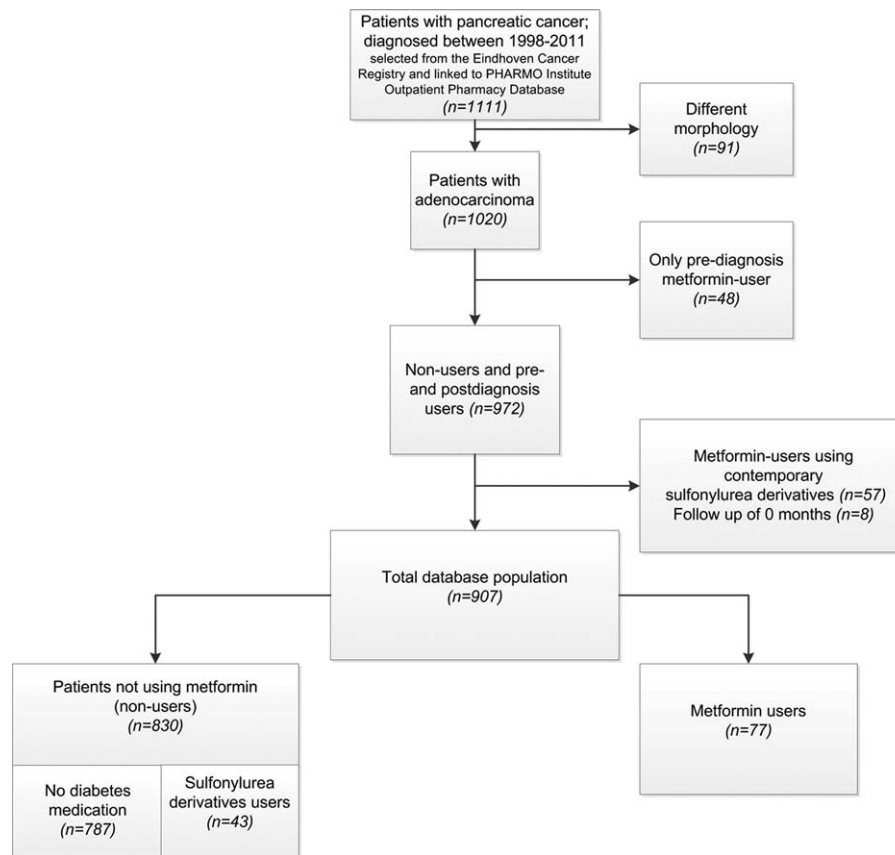 Patients with pancreatic cancer;
diagnosed between 1998-2011
selected from the Eindhoven Cancer
Registry and linked to PHARMO Institute
Outpatient Pharmacy Database
(n=1111)
Different
morphology
(n=91)
Patients with
adenocarcinoma
(n=1020)
Only pre-diagnosis
metformin-user
(n=48)
Non-users and pre-
and postdiagnosis
users (n=972)
Metformin-users using
contemporary
sulfonylurea derivatives (n=57)
Follow up of 0 months (n=8)
Total database population
(n=907)
Patients not using metformin
(non-users)
(n=830)
Metformin users
(n=77)
No diabetes
medication
(n=787)
Sulfonylurea
derivatives users
(n=43)